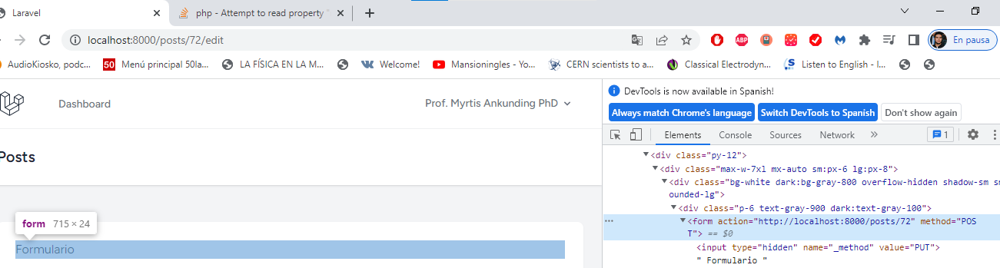 Laravel
php - Attempt to read property "
localhost:8000/posts/72/edit
ABP
En pausa
AudioKiosko, podc...
50 Menú principal 50la...
LA FÍSICA EN LA M...
Welcome!
Mansioningles - Yo...
CERN scientists to a...
Classical Electrodyn...
Listen to English - l...
Dashboard
Prof. Myrtis Ankunding PhD
Posts
form 715 × 24
Formulario
DevTools is now available in Spanish!
Always match Chrome's language
Switch DevTools to Spanish
Don't show again
Elements
Console
Sources
Network
1
<div class="py-12">
<div class="max-w-7xl mx-auto sm:px-6 lg:px-8">
<div class="bg-white dark:bg-gray-800 overflow-hidden shadow-sm sm
ounded-lg">
<div class="p-6 text-gray-900 dark:text-gray-100">
<form action="http://localhost:8000/posts/72" method="POS
T"> == $0
<input type="hidden" name="_method" value="PUT">
" Formulario "